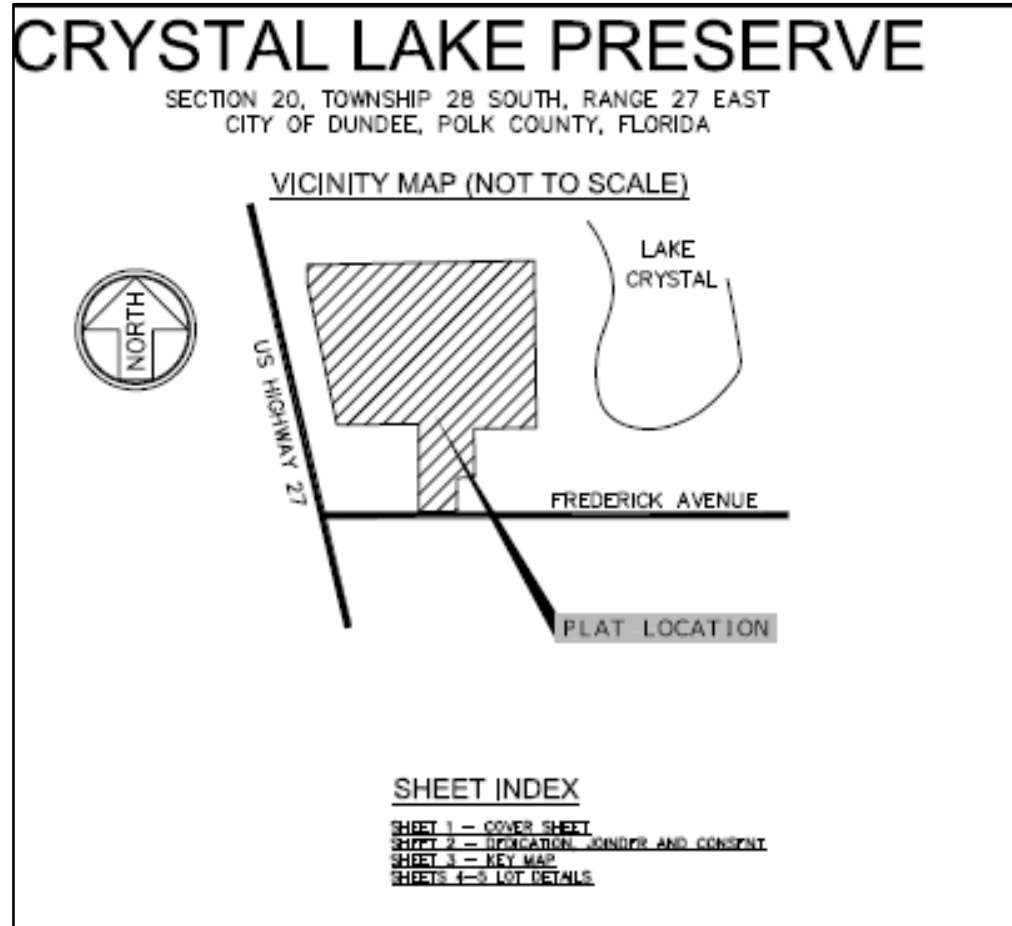 CRYSTAL LAKE PRESERVE
SECTION 20, TOWNSHIP 28 SOUTH, RANGE 27 EAST
CITY OF DUNDEE, POLK COUNTY, FLORIDA
VICINITY MAP (NOT TO SCALE)
LAKE
CRYSTAL
NORTH
US HIGHWAY 27
FREDERICK AVENUE
PLAT LOCATION
SHEET INDEX
SHEET 1 – COVER SHEET
SHEET 2 – DEDICATION, JOINDER AND CONSENT
SHEET 3 – KEY MAP
SHEETS 4–5 LOT DETAILS